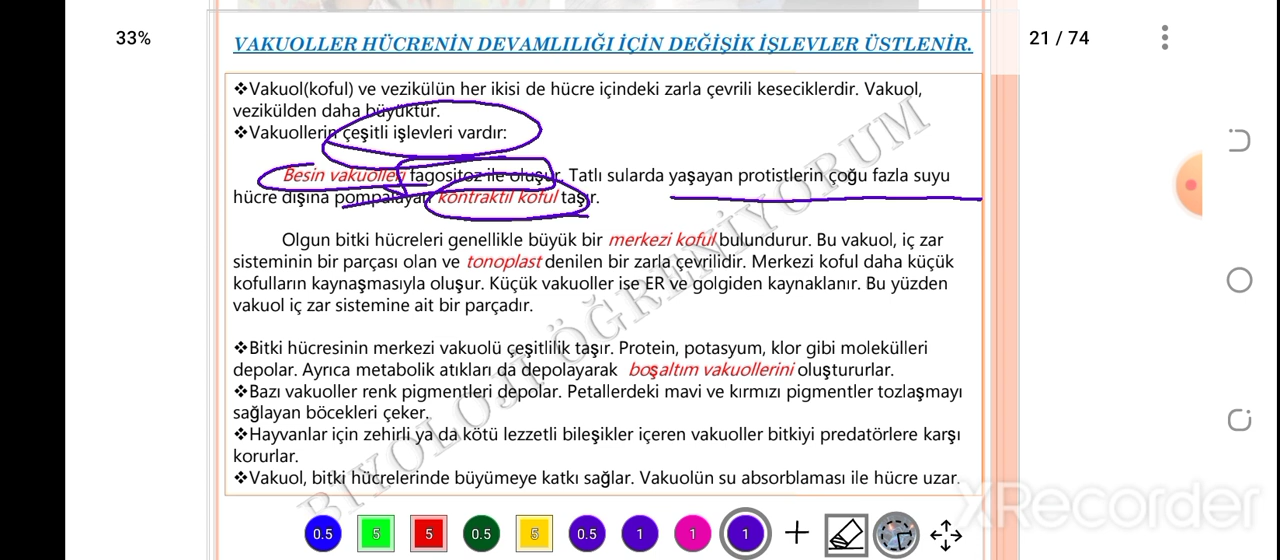 33%
VAKUOLLER HÜCRENİN DEVAMLILIĞI İÇİN DEĞİŞİK İŞLEVLER ÜSTLENİR.
21 / 74
❖Vakuol(koful) ve vezikülün her ikisi de hücre içindeki zarla çevrili keseciklerdir. Vakuol,
vezikülden daha büyüktür.
❖Vakuollerin çeşitli işlevleri vardır:
Besin vakuolleri fagositoz ile oluşur. Tatlı sularda yaşayan protistlerin çoğu fazla suyu
hücre dışına pompalayan kontraktil koful taşır.
Olgun bitki hücreleri genellikle büyük bir merkezi koful bulundurur. Bu vakuol, iç zar
sisteminin bir parçası olan ve tonoplast denilen bir zarla çevrilidir. Merkezi koful daha küçük
kofulların kaynaşmasıyla oluşur. Küçük vakuoller ise ER ve golgiden kaynaklanır. Bu yüzden
vakuol iç zar sistemine ait bir parçadır.
❖Bitki hücresinin merkezi vakuolü çeşitlilik taşır. Protein, potasyum, klor gibi molekülleri
depolar. Ayrıca metabolik atıkları da depolayarak boşaltım vakuollerini oluştururlar.
❖Bazı vakuoller renk pigmentleri depolar. Petallerdeki mavi ve kırmızı pigmentler tozlaşmayı
sağlayan böcekleri çeker.
❖Hayvanlar için zehirli ya da kötü lezzetli bileşikler içeren vakuoller bitkiyi predatörlere karşı
korurlar.
❖Vakuol, bitki hücrelerinde büyümeye katkı sağlar. Vakuolün su absorblaması ile hücre uzar.
BİYOLOJİ ÖĞRENİYORUM
XRecorder
0.5 5 5 0.5 5 0.5 1 1 1